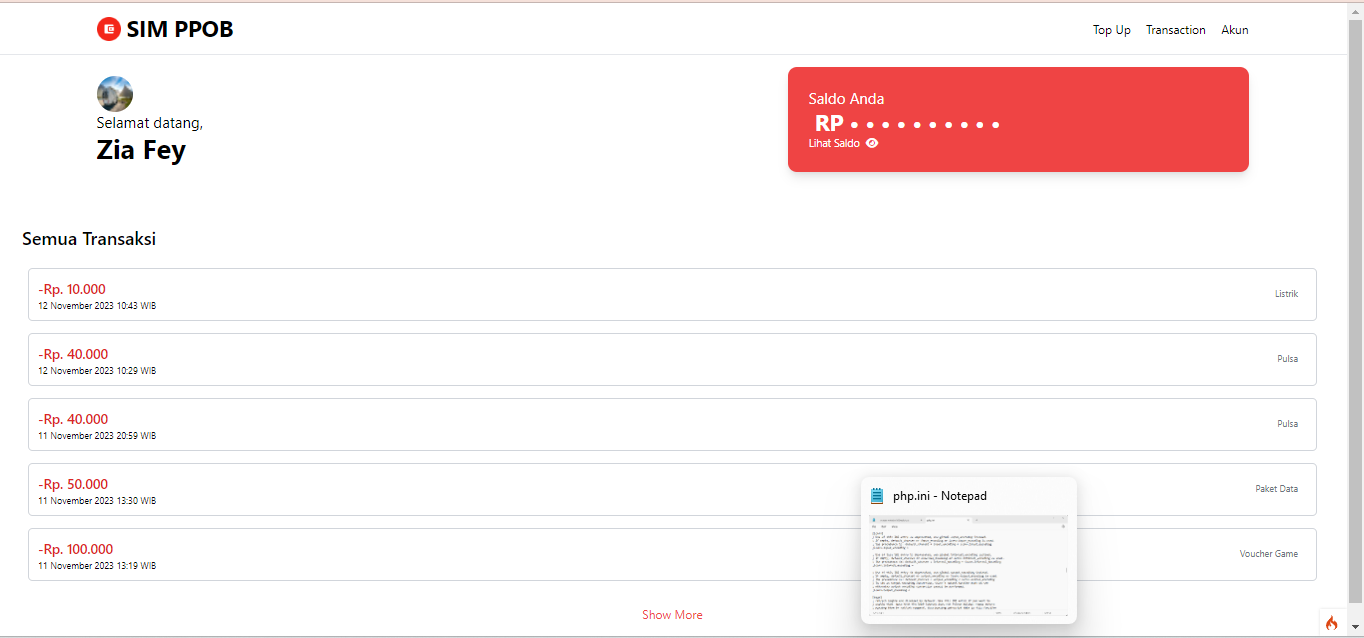 SIM PPOB
Top Up Transaction Akun
Selamat datang,
Zia Fey
Saldo Anda
RP • • • • • • • • • •
Lihat Saldo
Semua Transaksi
-Rp. 10.000
12 November 2023 10:43 WIB
Listrik
-Rp. 40.000
12 November 2023 10:29 WIB
Pulsa
-Rp. 40.000
11 November 2023 20:59 WIB
Pulsa
-Rp. 50.000
11 November 2023 13:30 WIB
Paket Data
-Rp. 100.000
11 November 2023 13:19 WIB
Voucher Game
php.ini - Notepad
Show More